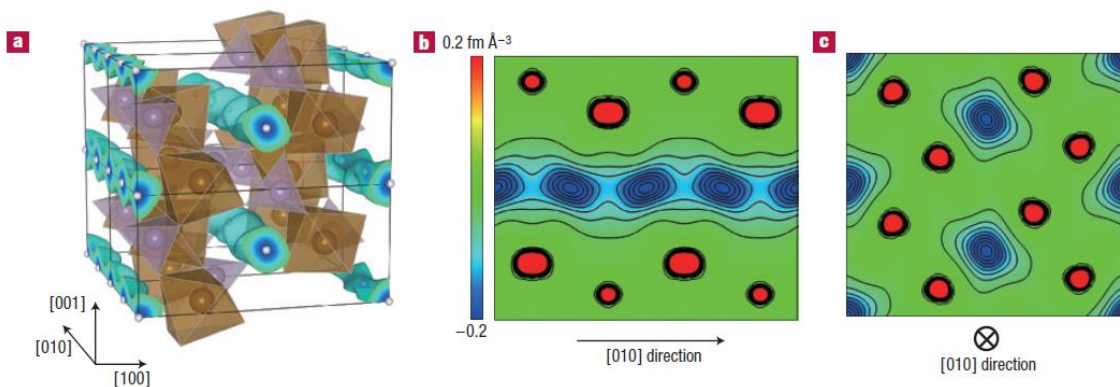 a
[001]
[010]
[100]
b
0.2 fm Å⁻³
−0.2
[010] direction
c
[010] direction